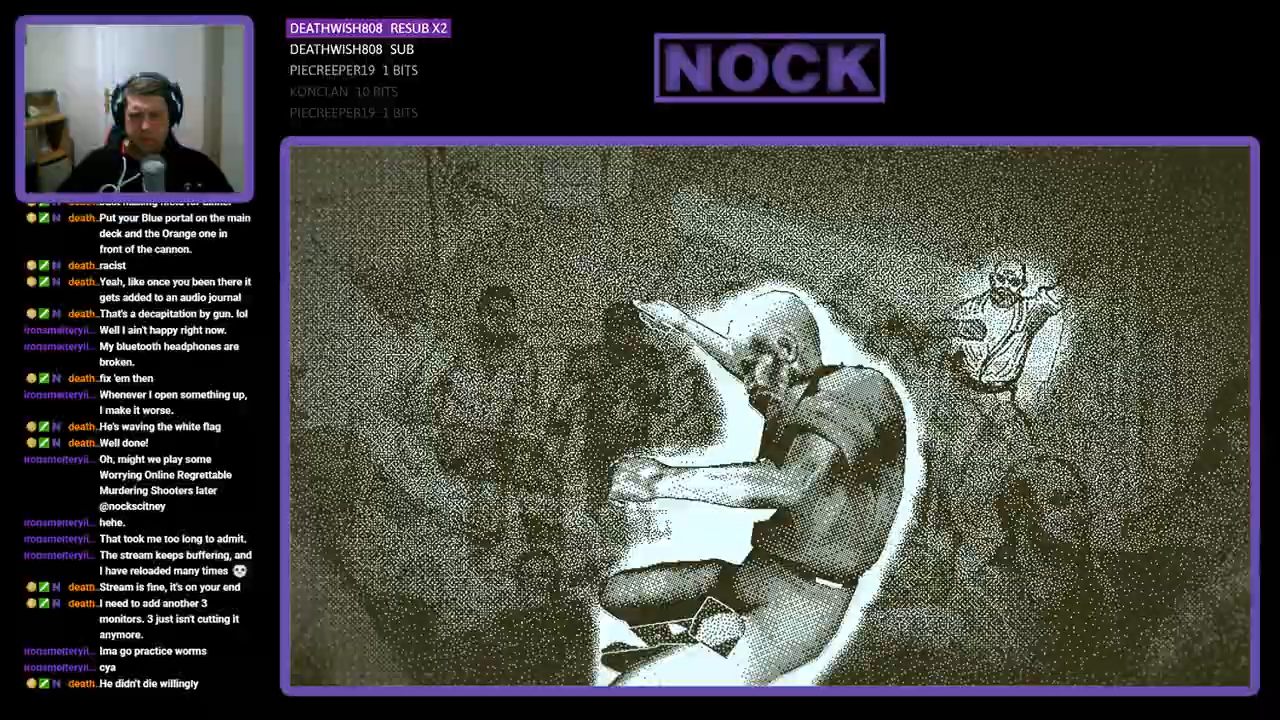 DEATHWISH808 RESUB X2
DEATHWISH808 SUB
PIECREEPER19 1 BITS
KONCLAN 10 BITS
PIECREEPER19 1 BITS
NOCK
death..Put your Blue portal on the main
deck and the Orange one in
front of the cannon.
death..racist
death..Yeah, like once you been there it
gets added to an audio journal
death..That's a decapitation by gun. lol
Well I ain't happy right now.
My bluetooth headphones are
broken.
death..fix 'em then
Whenever I open something up,
I make it worse.
death..He's waving the white flag
death..Well done!
Oh, might we play some
Worrying Online Regrettable
Murdering Shooters later
@nockscitney
hehe.
That took me too long to admit.
The stream keeps buffering, and
I have reloaded many times
death..Stream is fine, it's on your end
death..I need to add another 3
monitors. 3 just isn't cutting it
anymore.
Ima go practice worms
cya
death..He didn't die willingly